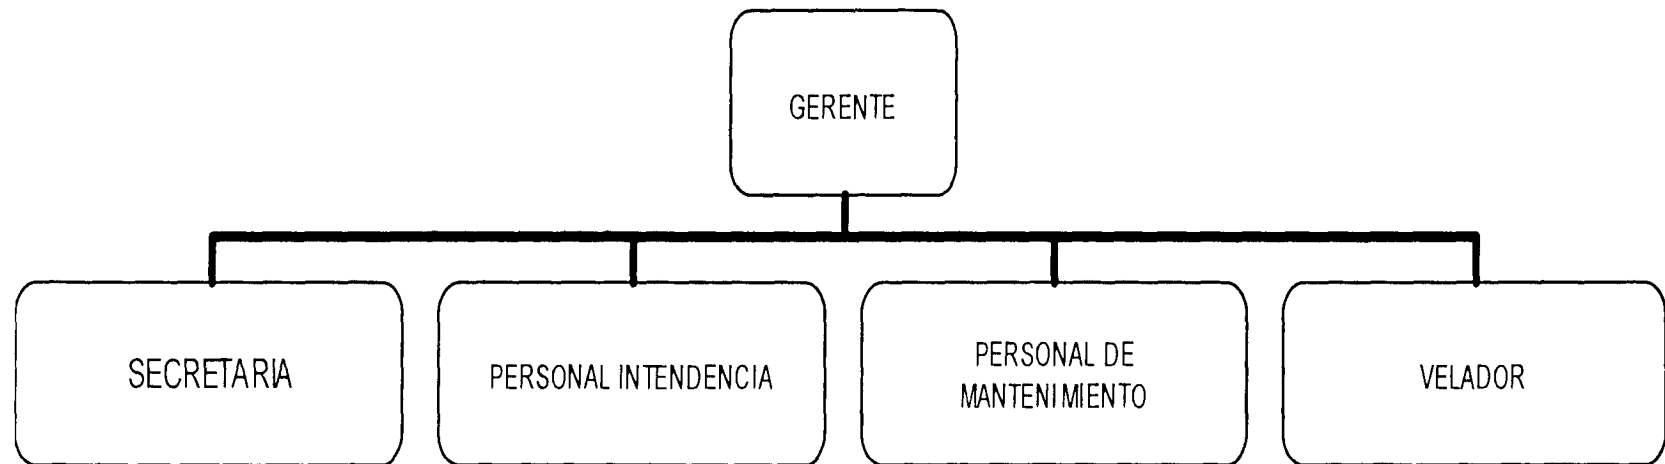 GERENTE
SECRETARIA
PERSONAL INTENDENCIA
PERSONAL DE
MANTENIMIENTO
VELADOR